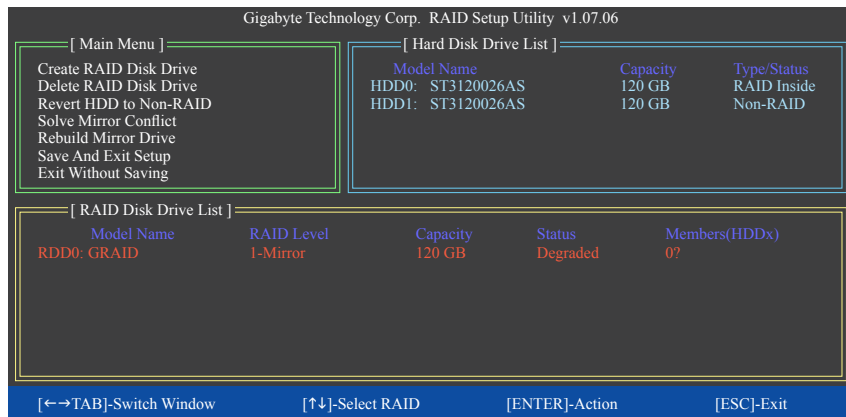 Gigabyte Technology Corp. RAID Setup Utility v1.07.06
[ Main Menu ]
Create RAID Disk Drive
Delete RAID Disk Drive
Revert HDD to Non-RAID
Solve Mirror Conflict
Rebuild Mirror Drive
Save And Exit Setup
Exit Without Saving
[ Hard Disk Drive List ]
Model Name Capacity Type/Status
HDD0: ST3120026AS 120 GB RAID Inside
HDD1: ST3120026AS 120 GB Non-RAID
[ RAID Disk Drive List ]
Model Name RAID Level Capacity Status Members(HDDx)
RDD0: GRAID 1-Mirror 120 GB Degraded 0?
[←→TAB]-Switch Window [↑↓]-Select RAID [ENTER]-Action [ESC]-Exit